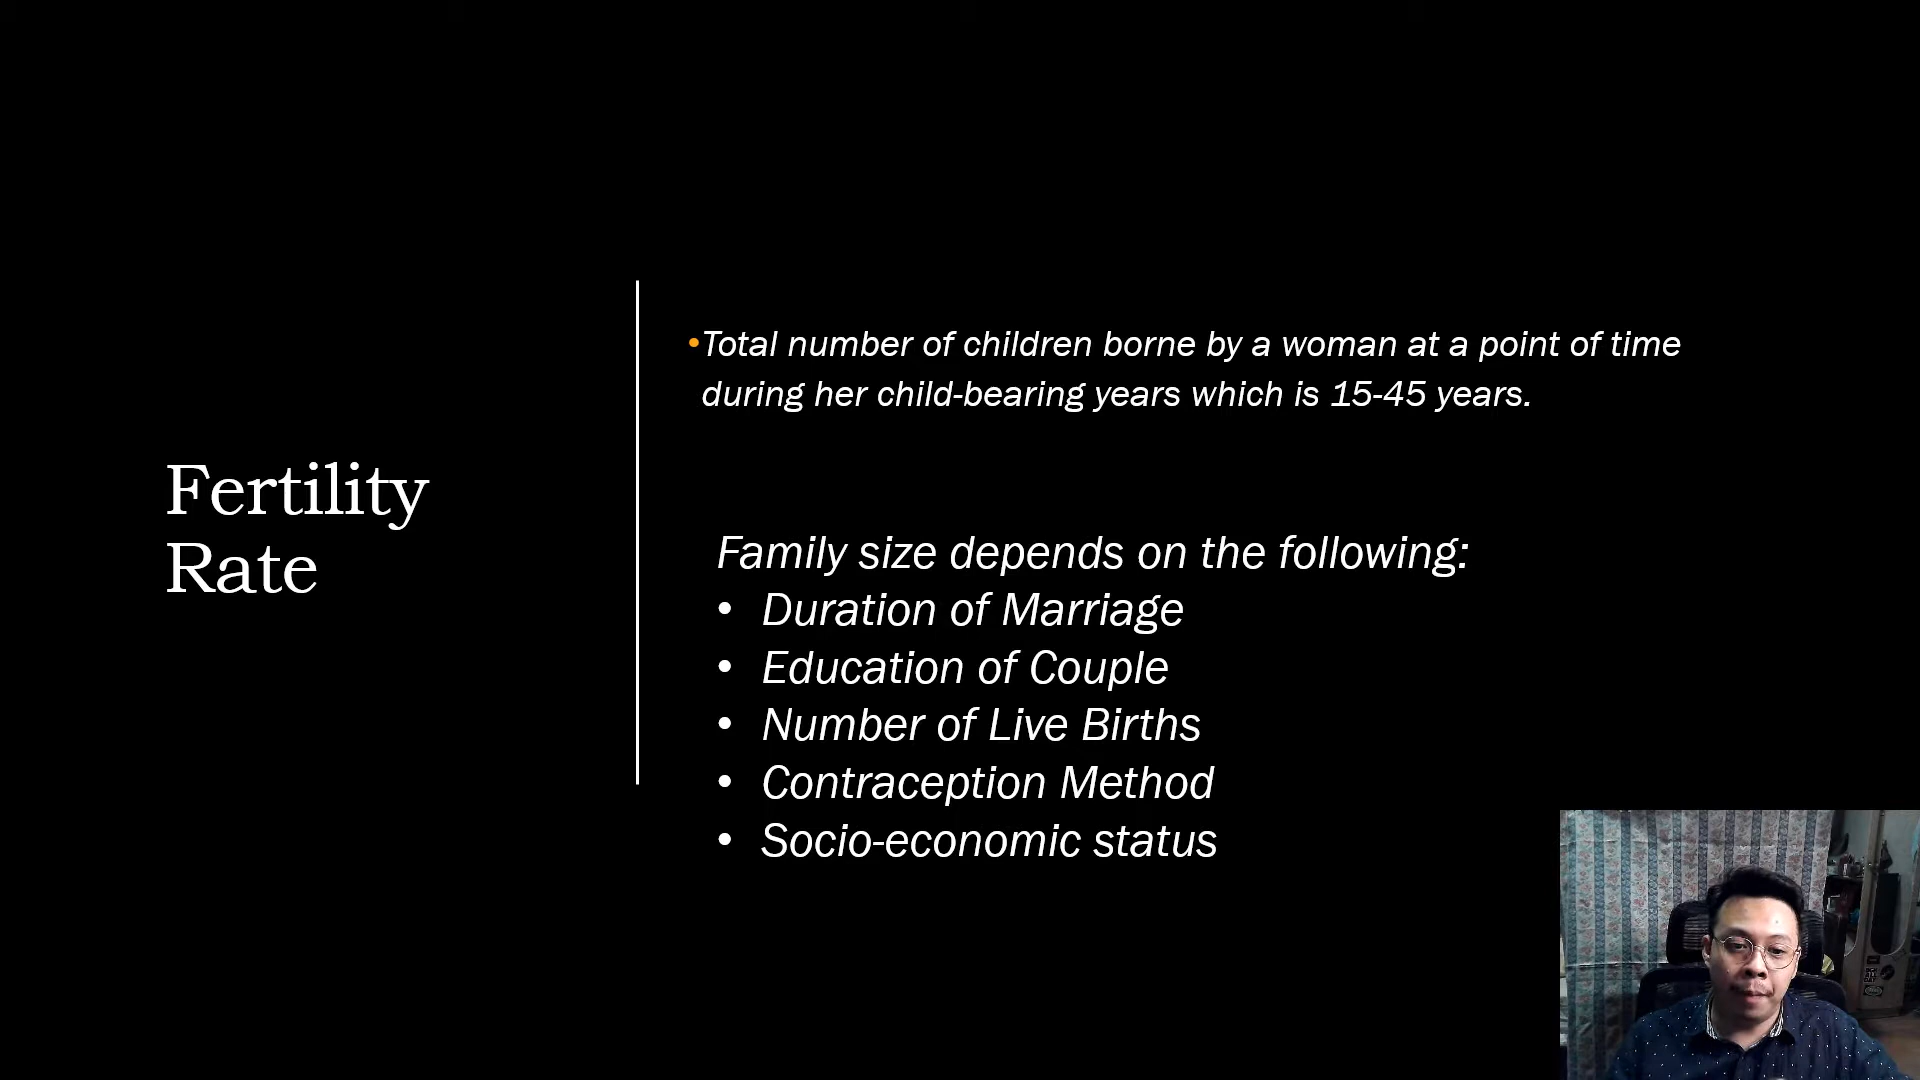 Fertility
Rate
•Total number of children borne by a woman at a point of time
during her child-bearing years which is 15-45 years.
Family size depends on the following:
• Duration of Marriage
• Education of Couple
• Number of Live Births
• Contraception Method
• Socio-economic status